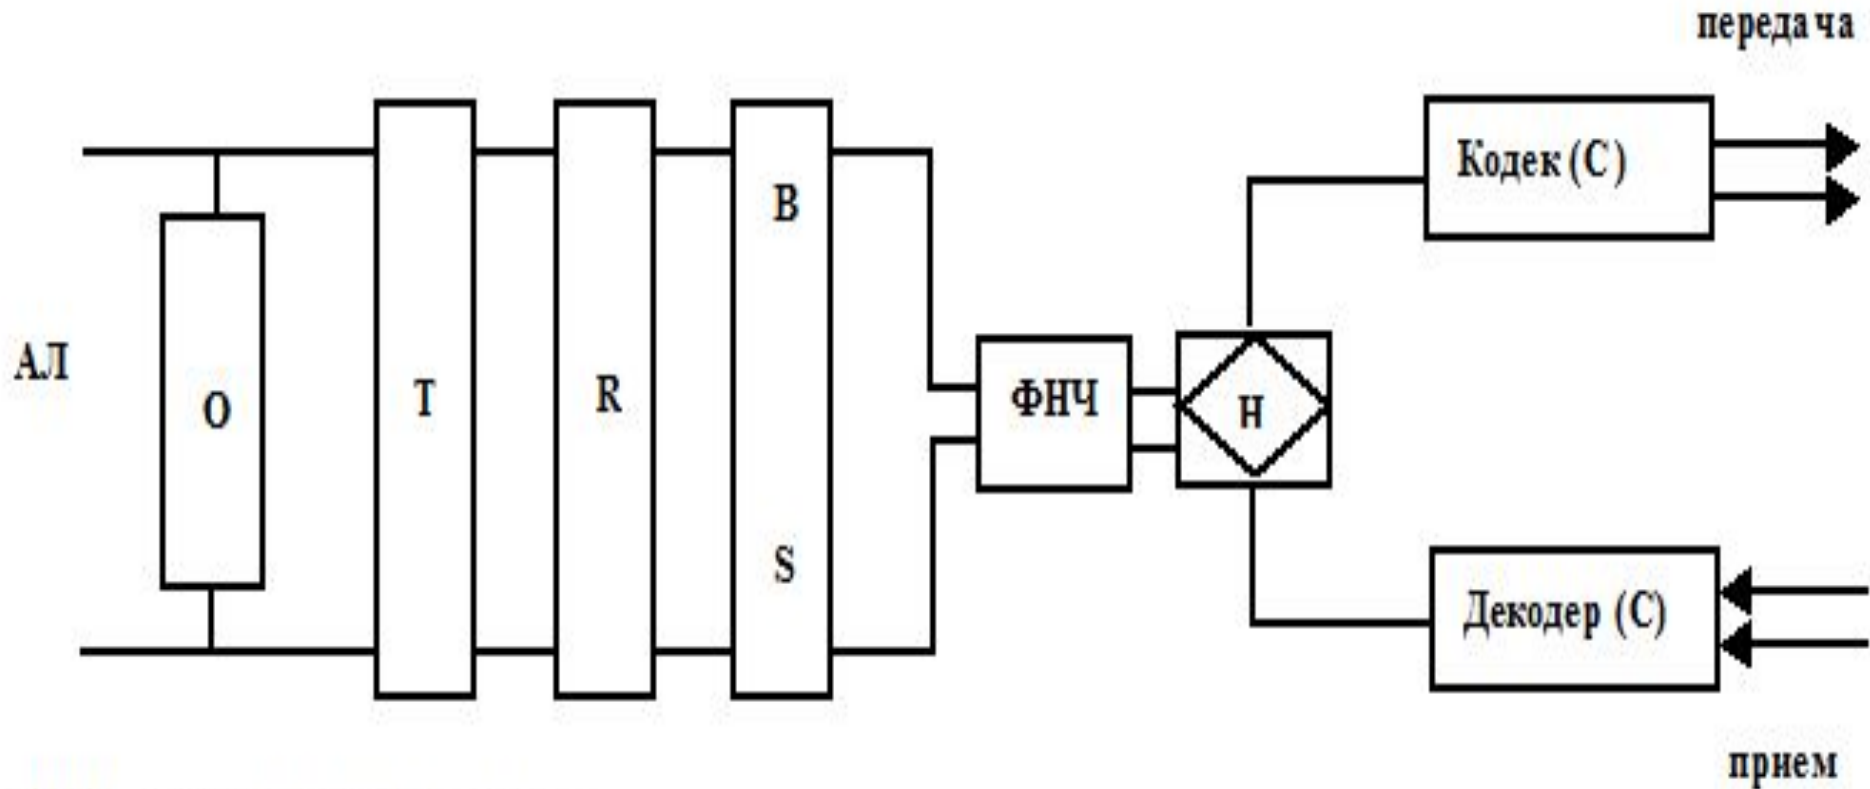 передача
Кодек (С)
В
АЛ
О
Т
R
ФНЧ
Н
S
Декодер (С)
прием